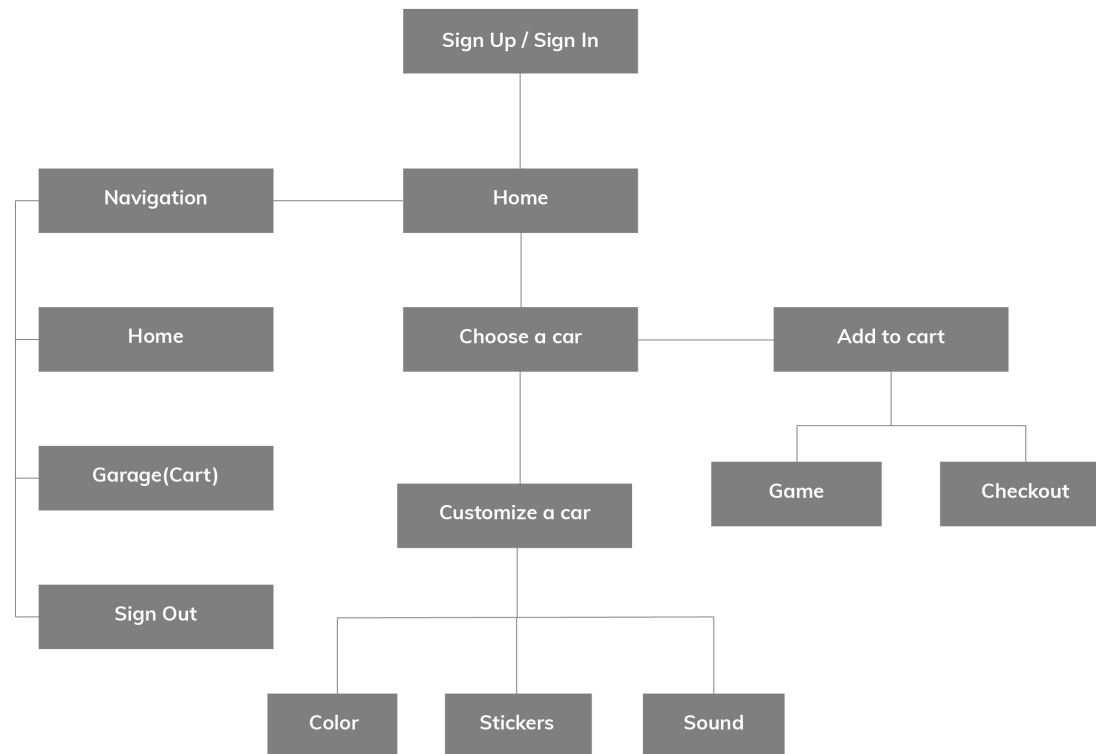 Sign Up / Sign In
Navigation
Home
Home
Choose a car
Add to cart
Garage(Cart)
Game
Checkout
Customize a car
Sign Out
Color
Stickers
Sound